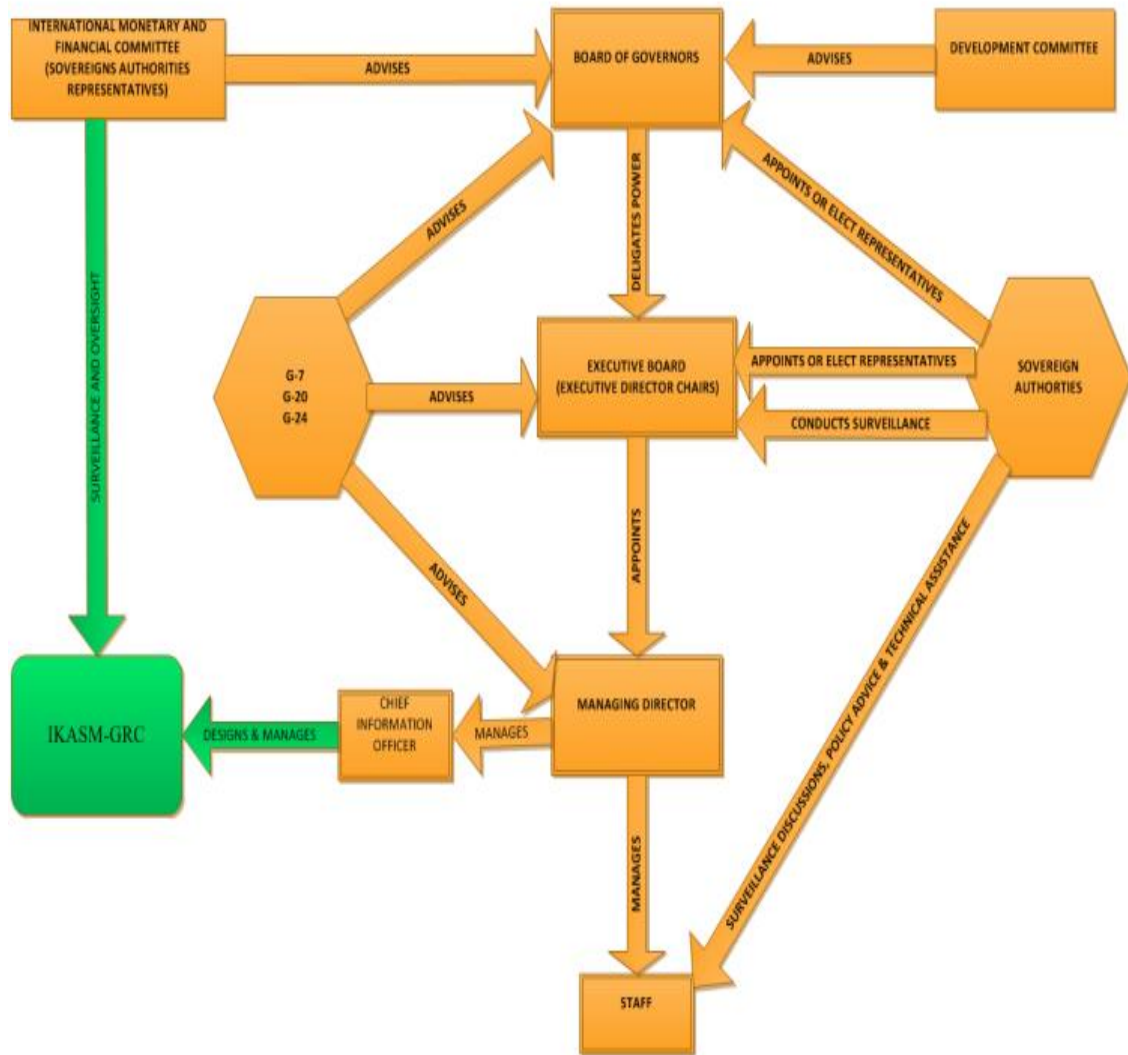 INTERNATIONAL MONETARY AND
FINANCIAL COMMITTEE
(SOVEREIGNS AUTHORITIES
REPRESENTATIVES)
ADVISES
BOARD OF GOVERNORS
ADVISES
DEVELOPMENT COMMITTEE
SURVEILLANCE AND OVERSIGHT
ADVISES
DELIGATES POWER
APPOINTS OR ELECT REPRESENTATIVES
G-7
G-20
G-24
ADVISES
EXECUTIVE BOARD
(EXECUTIVE DIRECTOR CHAIRS)
APPOINTS OR ELECT REPRESENTATIVES
CONDUCTS SURVEILLANCE
SOVEREIGN
AUTHORTIES
ADVISES
APPOINTS
SURVEILLANCE DISCUSSIONS, POLICY ADVICE & TECHNICAL ASSISTANCE
IKASM-GRC
DESIGNS & MANAGES
CHIEF
INFORMATION
OFFICER
MANAGES
MANAGING DIRECTOR
MANAGES
STAFF